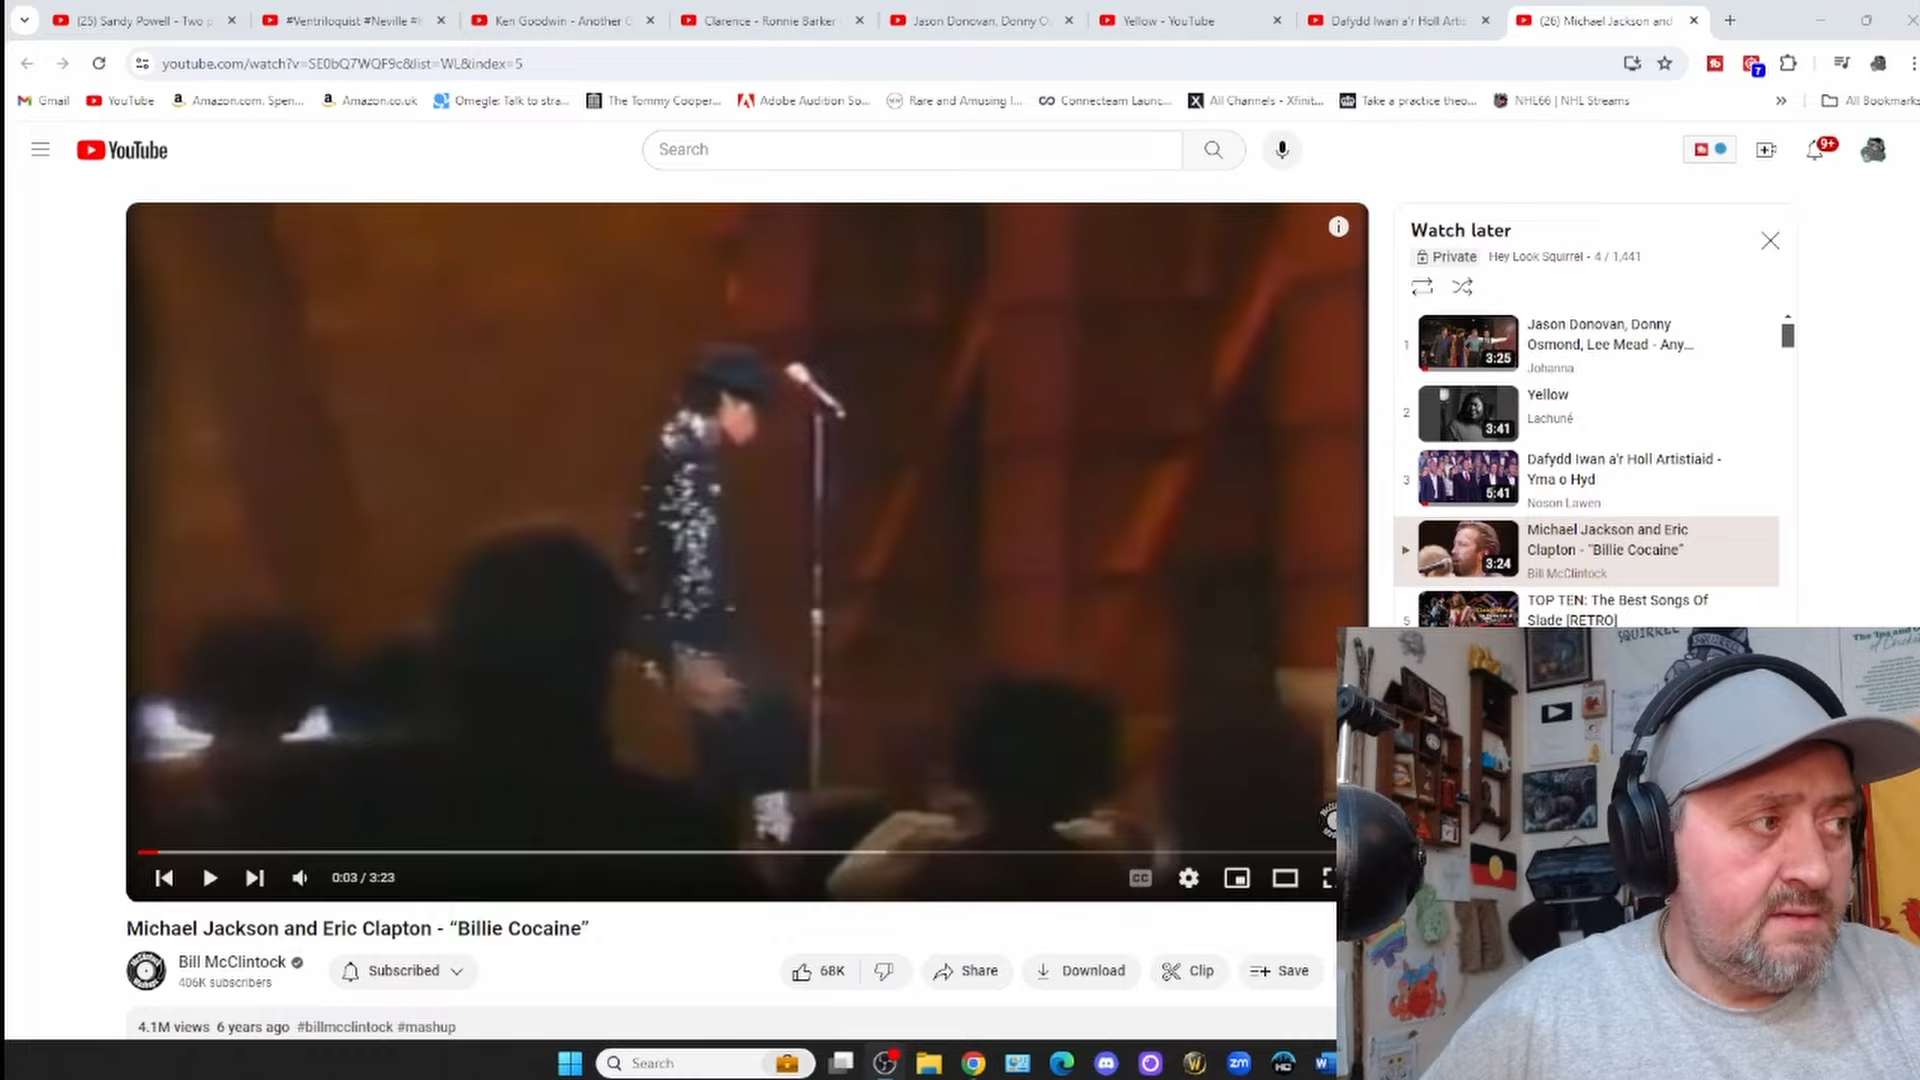 (25) Sandy Powell - Two p
#Ventriloquist #Neville #
Ken Goodwin - Another
Clarence - Ronnie Barker
Jason Donovan, Donny O
Yellow - YouTube
Dafydd Iwan a'r Holl Artis
(26) Michael Jackson and
youtube.com/watch?v=SE0bQ7WQF9c&list=WL&index=5
7
Gmail
YouTube
Amazon.com. Spen...
Amazon.co.uk
Omegle: Talk to stra...
The Tommy Cooper...
Adobe Audition So...
Rare and Amusing I...
Connecteam Launc...
All Channels - Xfinit...
Take a practice theo...
NHL66 | NHL Streams
All Bookmarks
YouTube
Search
9+
Watch later
Private Hey Look Squirrel - 4 / 1,441
1
3:25
Jason Donovan, Donny
Osmond, Lee Mead - Any...
Johanna
2
3:41
Yellow
Lachuné
3
5:41
Dafydd Iwan a'r Holl Artistiaid -
Yma o Hyd
Noson Lawen
3:24
Michael Jackson and Eric
Clapton - “Billie Cocaine”
Bill McClintock
5
TOP TEN: The Best Songs Of
Slade [RETRO]
SQUIRREL
0:03 / 3:23
CC
Michael Jackson and Eric Clapton - “Billie Cocaine”
Bill McClintock
406K subscribers
Subscribed
68K
Share
Download
Clip
Save
4.1M views 6 years ago #billmcclintock #mashup
Search
zm
W